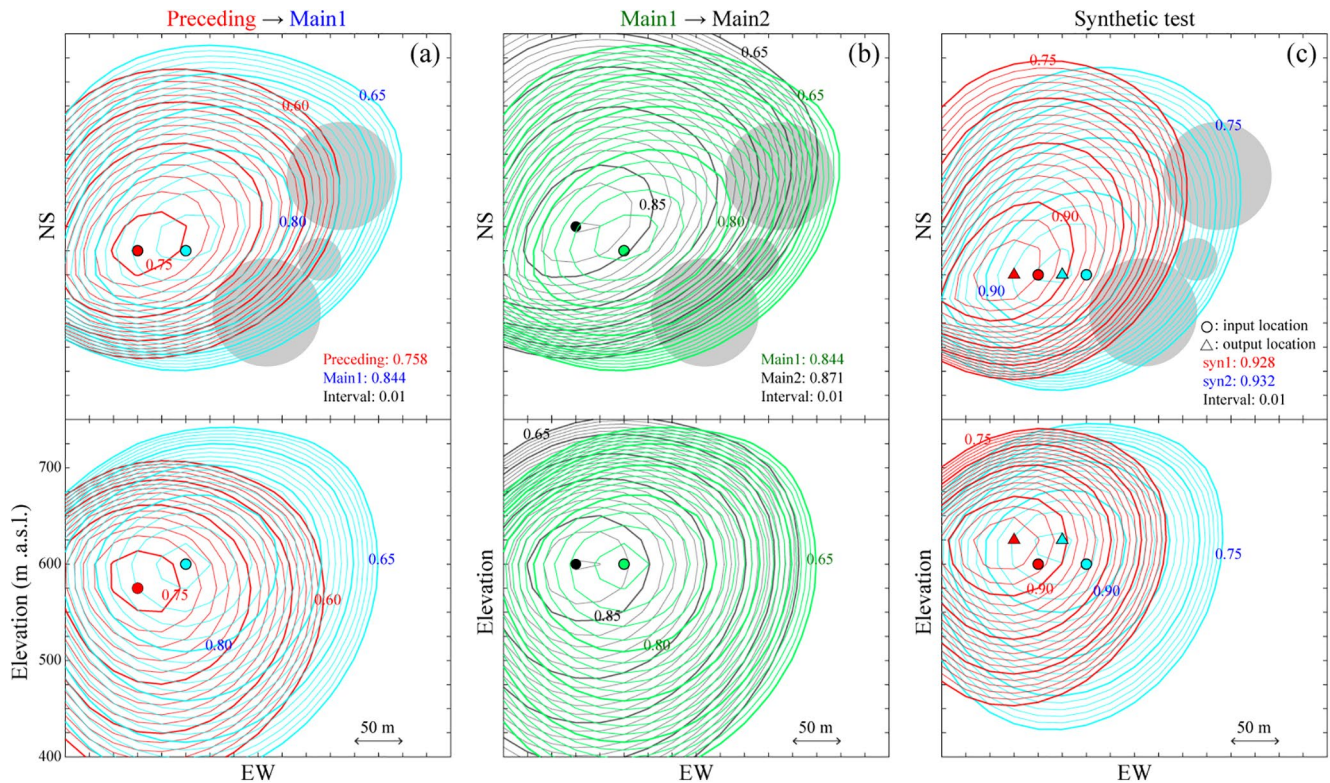 Preceding → Main1
(a)
0.65
0.60
0.80
0.75
NS
Preceding: 0.758
Main1: 0.844
Interval: 0.01
700
600
500
400
Elevation (m .a.s.l.)
0.65
0.75
0.60
0.80
50 m
EW
Main1 → Main2
(b)
0.65
0.65
0.85
0.80
NS
Main1: 0.844
Main2: 0.871
Interval: 0.01
0.65
0.65
0.85
0.80
Elevation
50 m
EW
Synthetic test
(c)
0.75
0.75
0.90
0.90
NS
: input location
: output location
syn1: 0.928
syn2: 0.932
Interval: 0.01
0.75
0.75
0.90
0.90
Elevation
50 m
EW